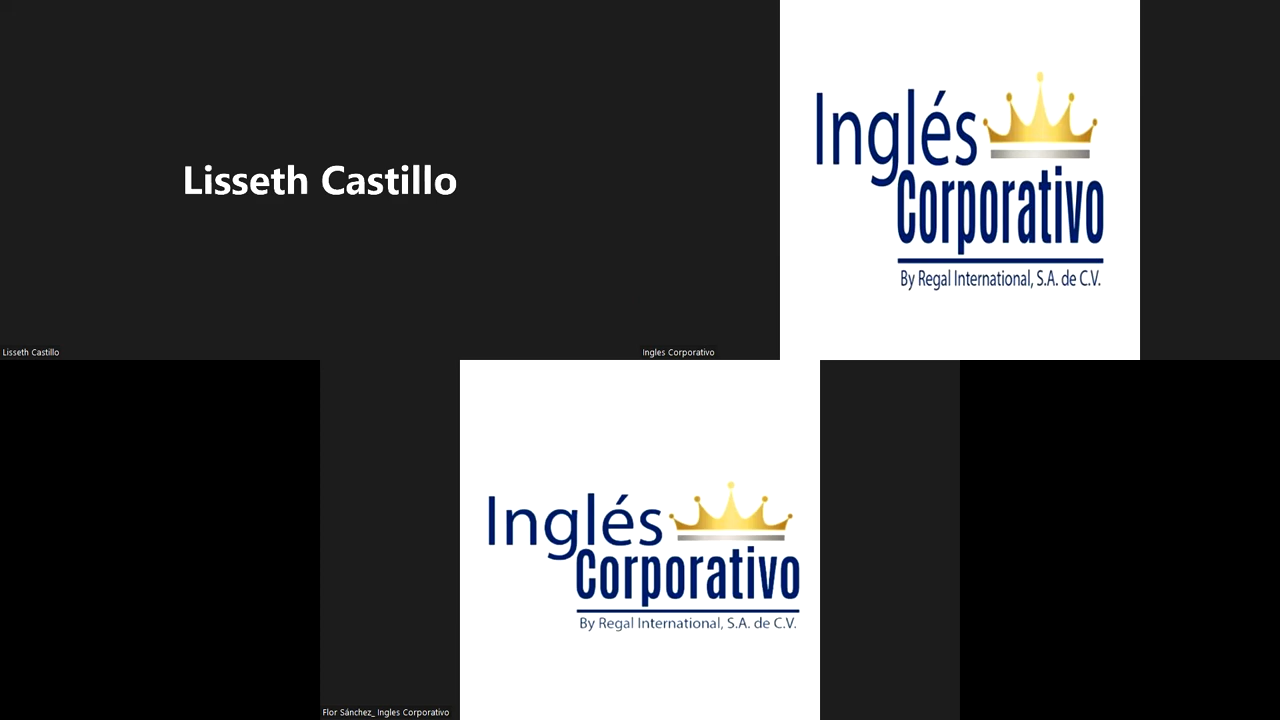 Lisseth Castillo
Inglés
Corporativo
By Regal International, S.A. de C.V.
Lisseth Castillo
Ingles Corporativo
Inglés
Corporativo
By Regal International, S.A. de C.V.
Flor Sánchez_ Ingles Corporativo